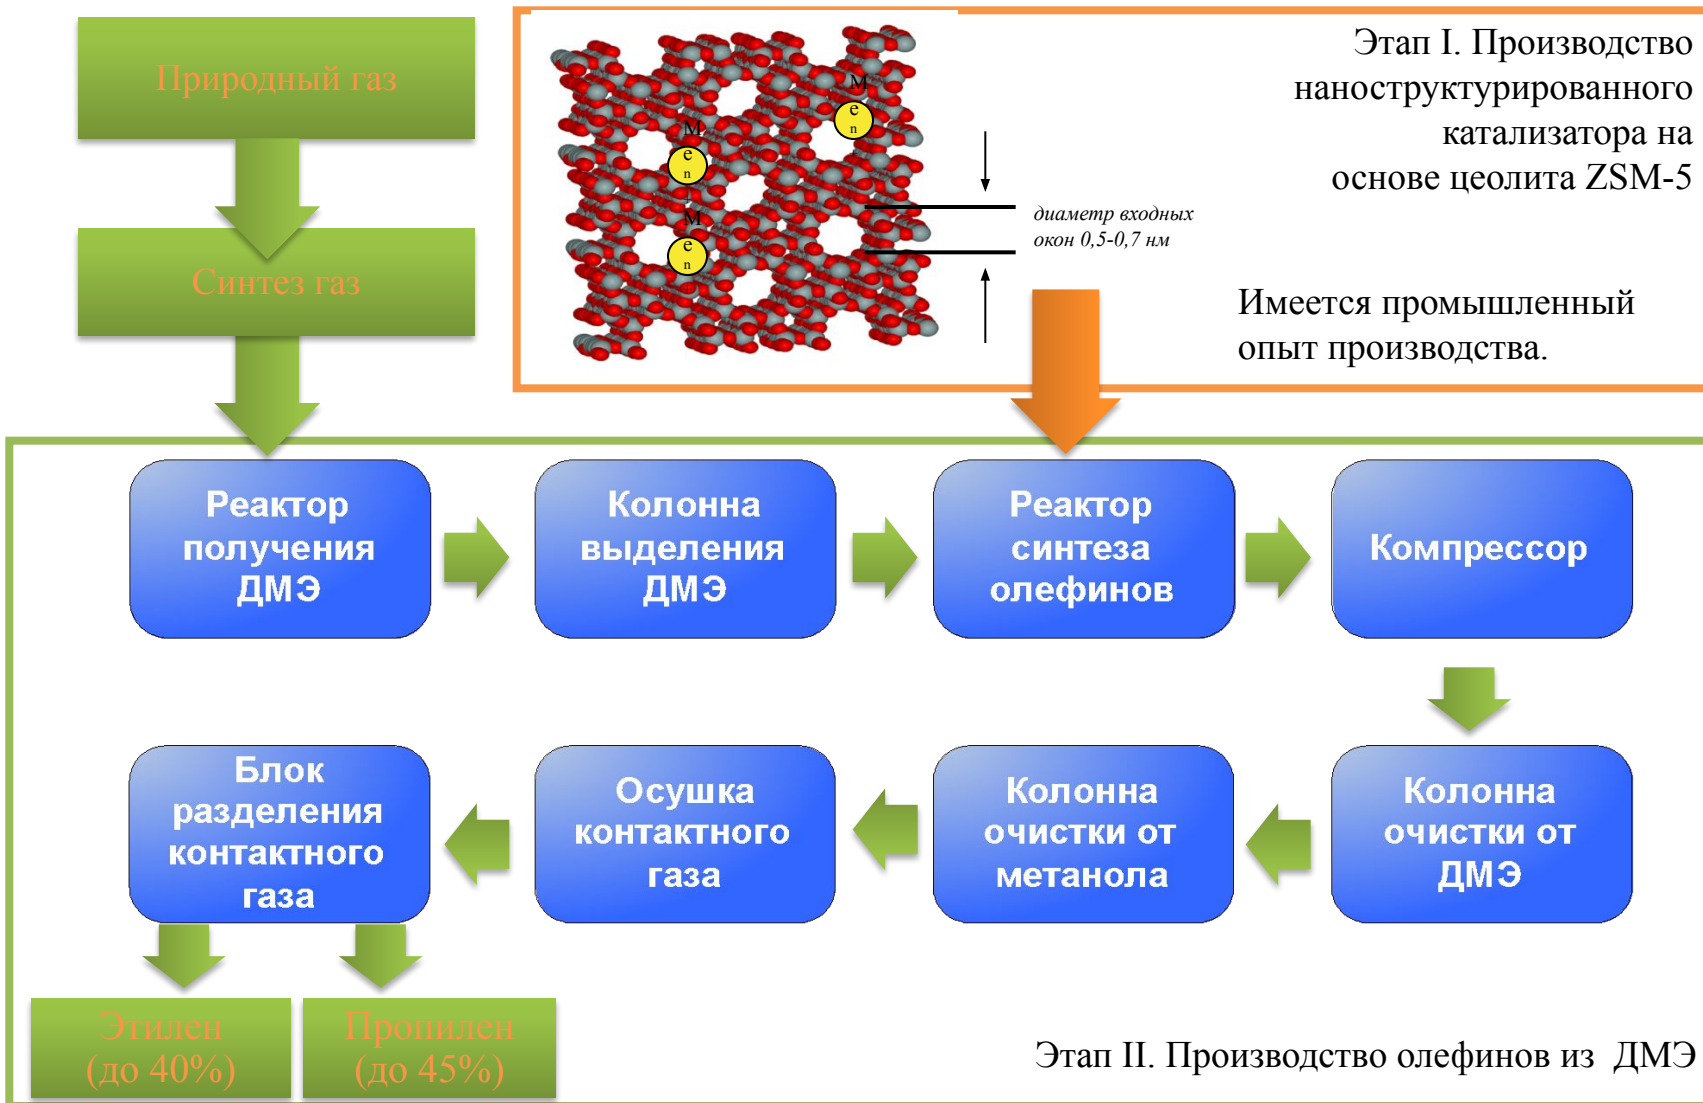 Природный газ
Синтез газ
Этап I. Производство
наноструктурированного
катализатора на
основе цеолита ZSM-5
M
e
n
M
e
n
+
M
e
n
+
диаметр входных
окон 0,5-0,7 нм
Имеется промышленный
опыт производства.
Реактор
получения
ДМЭ
Колонна
выделения
ДМЭ
Реактор
синтеза
олефинов
Компрессор
Колонна
очистки от
ДМЭ
Колонна
очистки от
метанола
Осушка
контактного
газа
Блок
разделения
контактного
газа
Этилен
(до 40%)
Пропилен
(до 45%)
Этап II. Производство олефинов из ДМЭ